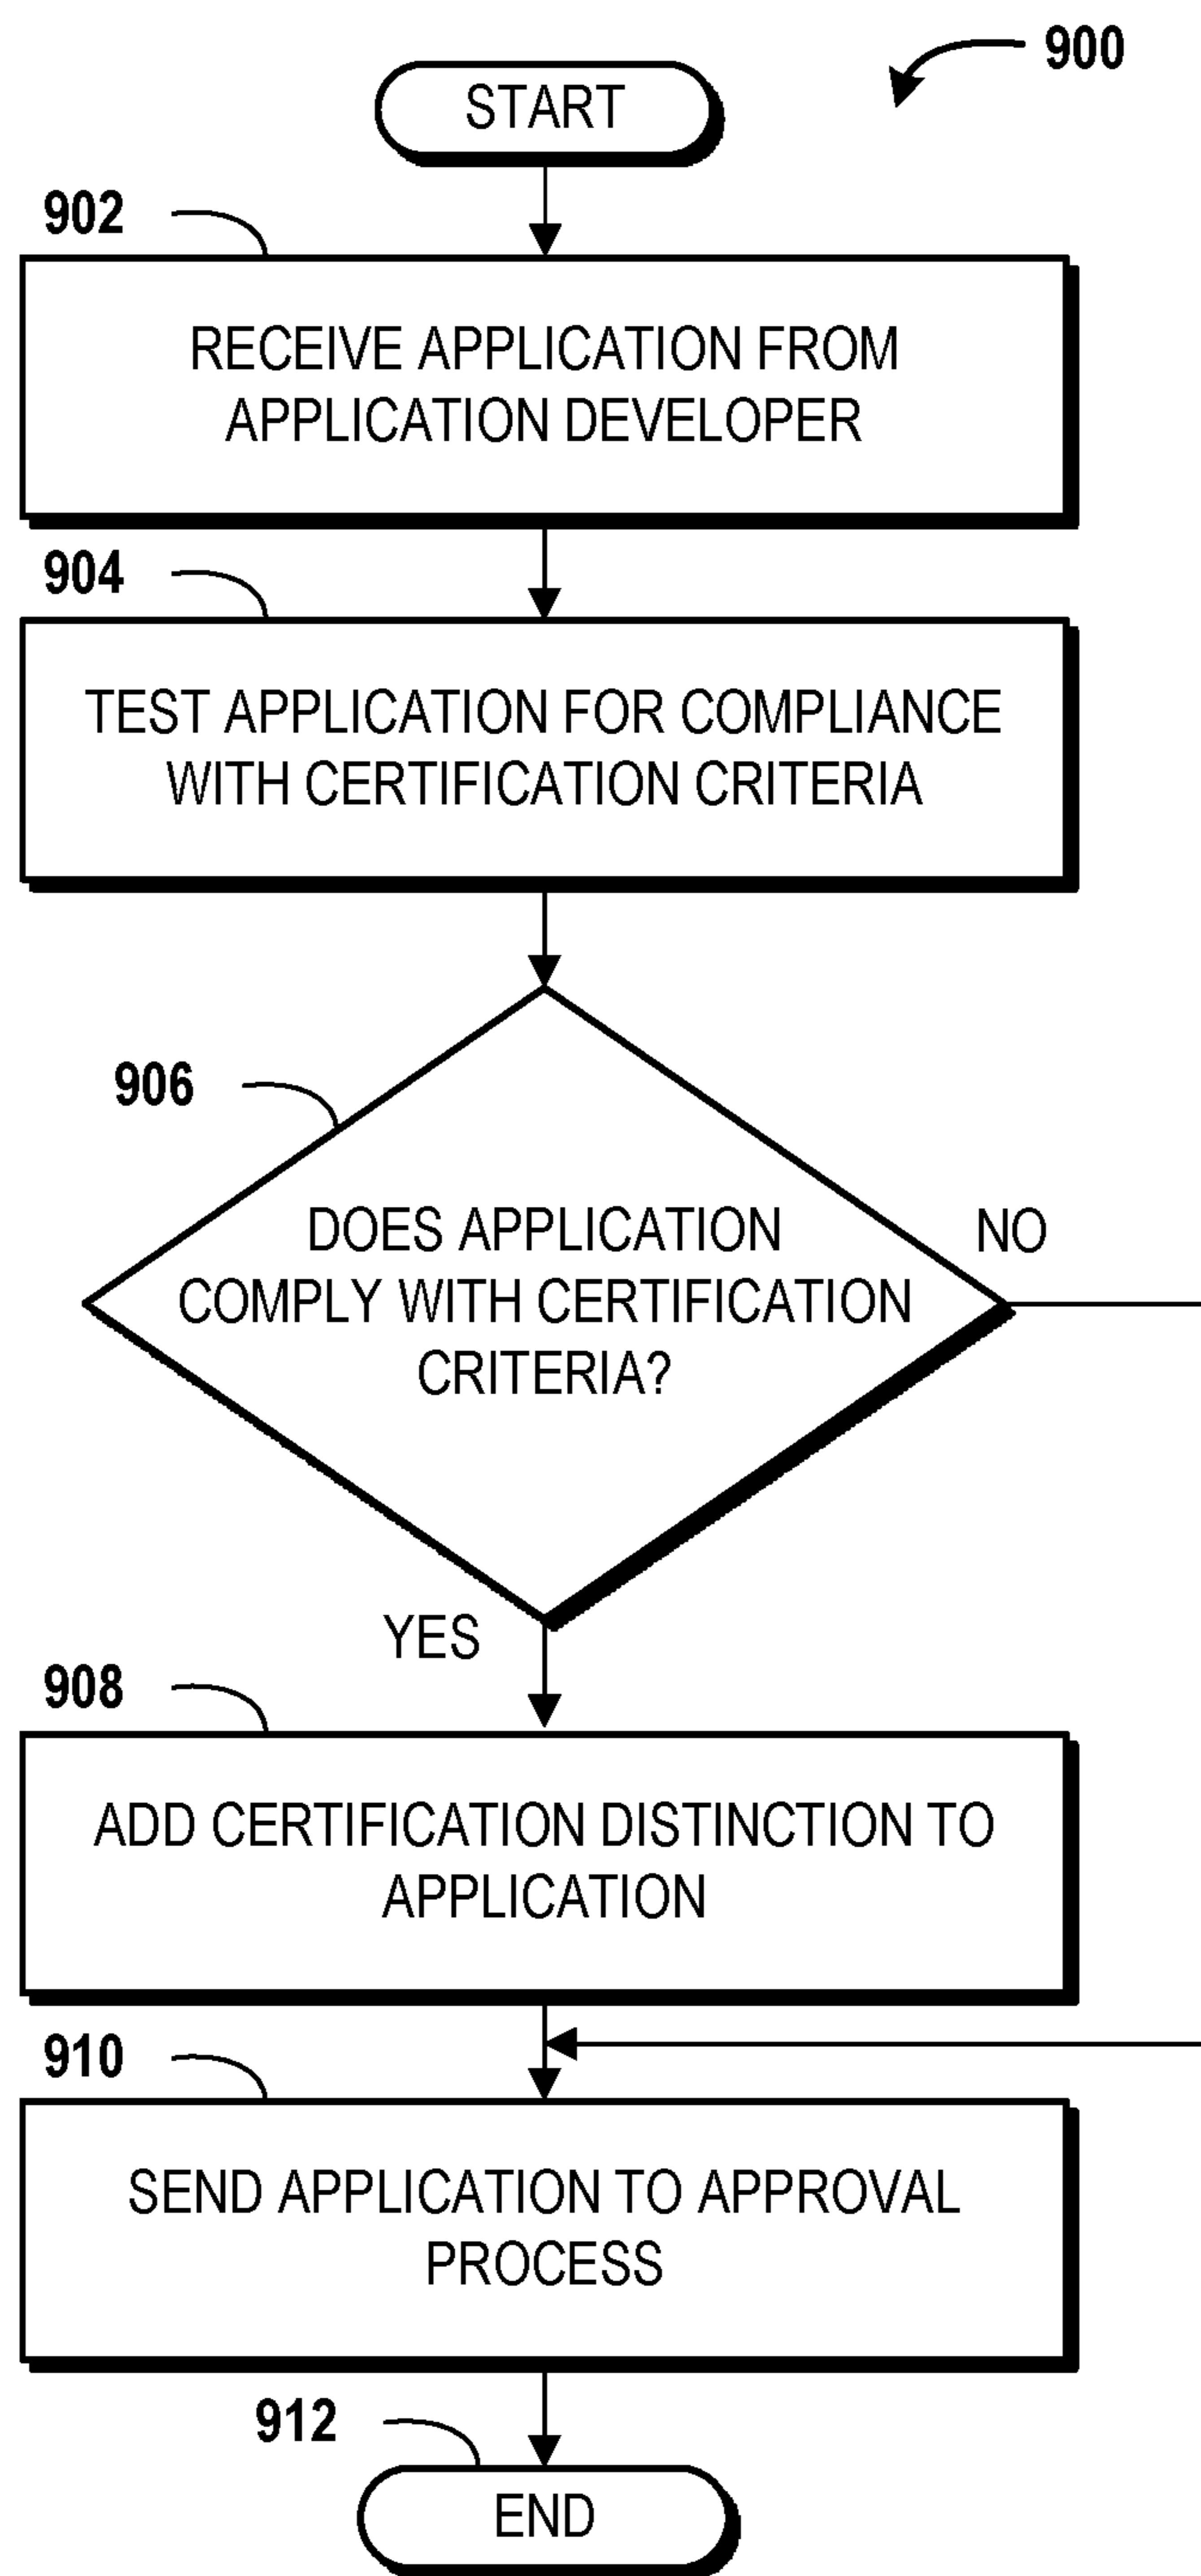 900
START
902
RECEIVE APPLICATION FROM
APPLICATION DEVELOPER
904
TEST APPLICATION FOR COMPLIANCE
WITH CERTIFICATION CRITERIA
906
DOES APPLICATION
COMPLY WITH CERTIFICATION
CRITERIA?
NO
YES
908
ADD CERTIFICATION DISTINCTION TO
APPLICATION
910
SEND APPLICATION TO APPROVAL
PROCESS
912
END